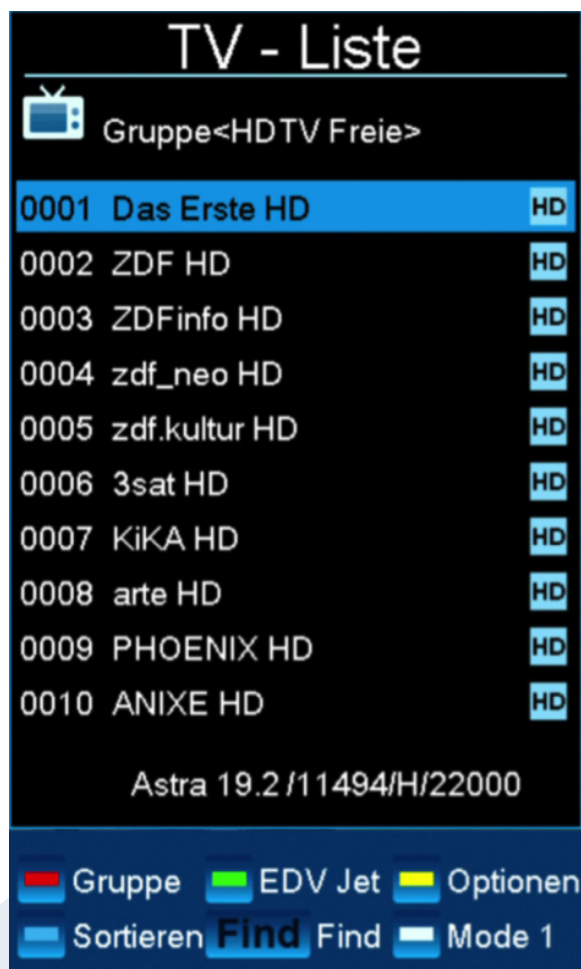 TV - Liste
Gruppe<HDTV Freie>
0001 Das Erste HD HD
0002 ZDF HD HD
0003 ZDFinfo HD HD
0004 zdf_neo HD HD
0005 zdf.kultur HD HD
0006 3sat HD HD
0007 KiKA HD HD
0008 arte HD HD
0009 PHOENIX HD HD
0010 ANIXE HD HD
Astra 19.2 /11494/H/22000
Gruppe EDV Jet Optionen
Sortieren Find Find Mode 1